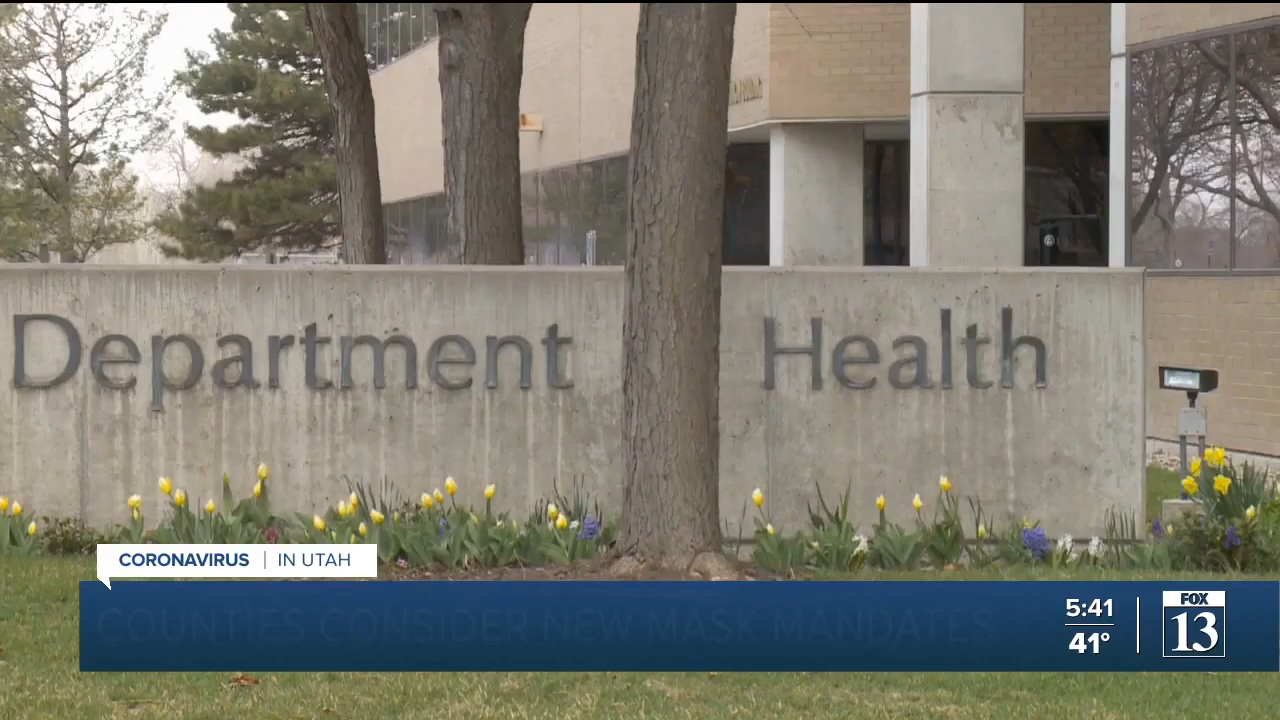 Department Health
CORONAVIRUS | IN UTAH
COUNTIES CONSIDER NEW MASK MANDATES
5:41
41°
FOX
13